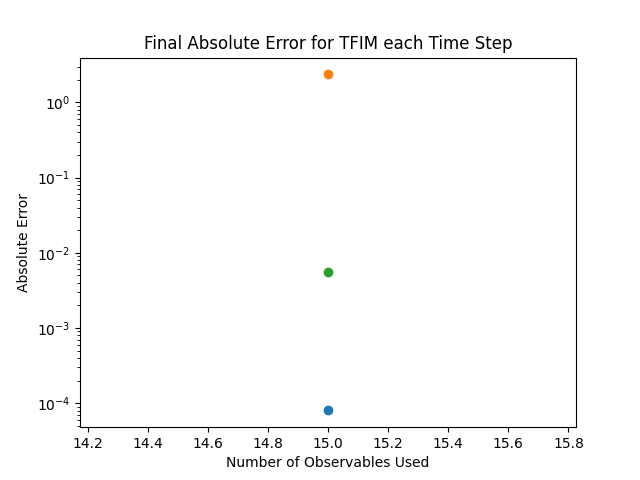 Final Absolute Error for TFIM each Time Step
Absolute Error
10⁰
10⁻¹
10⁻²
10⁻³
10⁻⁴
14.2 14.4 14.6 14.8 15.0 15.2 15.4 15.6 15.8
Number of Observables Used